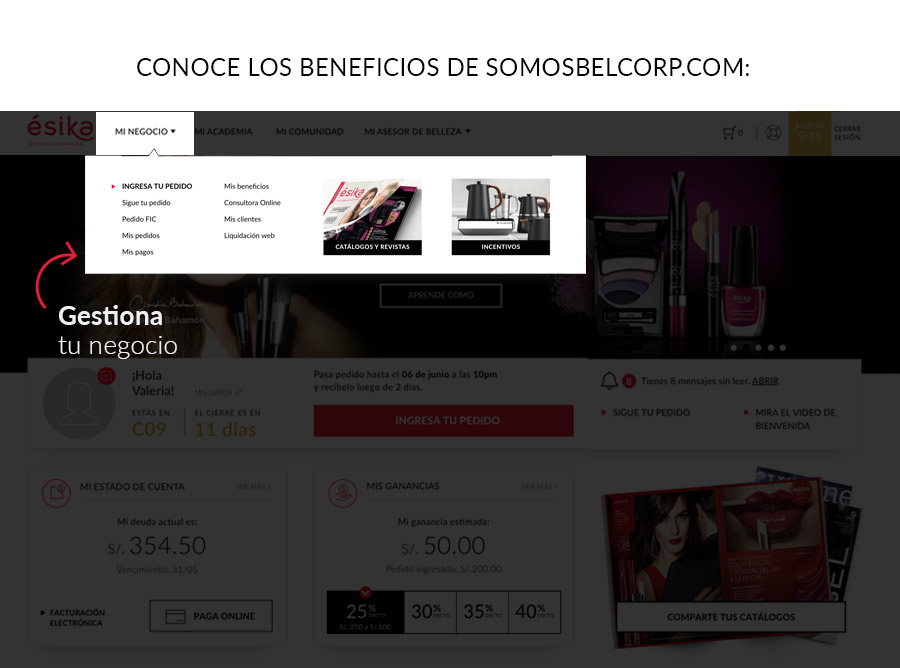 CONOCE LOS BENEFICIOS DE SOMOSBELCORP.COM:
ésika
MI NEGOCIO
MI ACADEMIA
MI COMUNIDAD
MI ASESOR DE BELLEZA
0
C-15
CERRAR
SESIÓN
INGRESA TU PEDIDO
Sigue tu pedido
Pedido FIC
Mis pedidos
Mis pagos
Mis beneficios
Consultora Online
Mis clientes
Liquidación web
ésika
CATÁLOGOS Y REVISTAS
INCENTIVOS
APRENDE COMO
ésika
Gestiona
tu negocio
¡Hola
Valeria!
MIS DATOS
ESTÁS EN
C09
EL CIERRE ES EN
11 días
Pasa pedido hasta el 06 de junio a las 10pm
y recíbelo luego de 2 días.
INGRESA TU PEDIDO
8 Tienes 8 mensajes sin leer. ABRIR
SIGUE TU PEDIDO
MIRA EL VIDEO DE
BIENVENIDA
MI ESTADO DE CUENTA
VER MÁS
Mi deuda actual es:
S/. 354.50
Vencimiento: 31/05
FACTURACIÓN
ELECTRÓNICA
PAGA ONLINE
MIS GANANCIAS
VER MÁS
Mi ganancia estimada:
S/. 50.00
Pedido ingresado: S/.200.00
25% DSCTO
S/. 250 a S/.600
30% DSCTO
35% DSCTO
40% DSCTO
COMPARTE TUS CATÁLOGOS